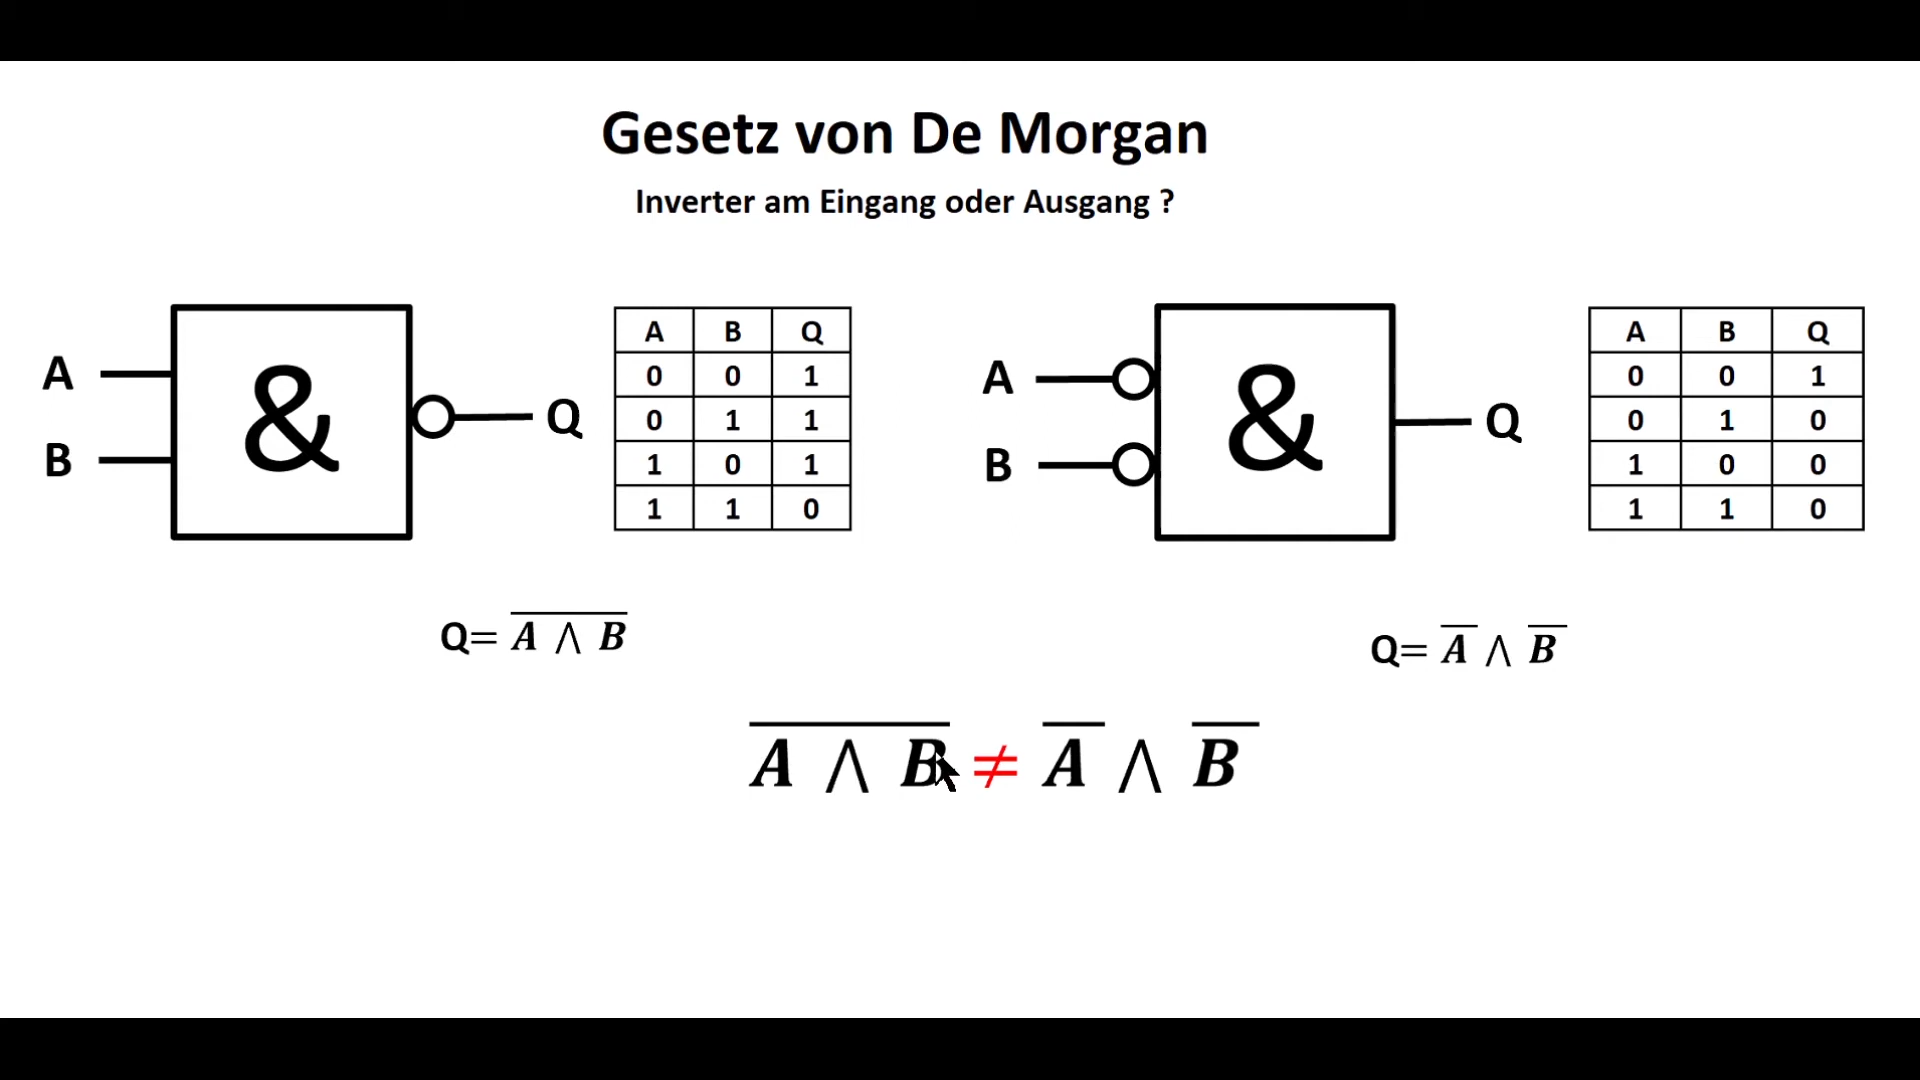 Gesetz von De Morgan
Inverter am Eingang oder Ausgang ?
A
B
&
Q
A B Q
0 0 1
0 1 1
1 0 1
1 1 0
Q= A̅ ̅∧̅ ̅B̅
A
B
&
Q
A B Q
0 0 1
0 1 0
1 0 0
1 1 0
Q= A̅ ∧ B̅
A̅ ̅∧̅ ̅B̅ ≠ A̅ ∧ B̅